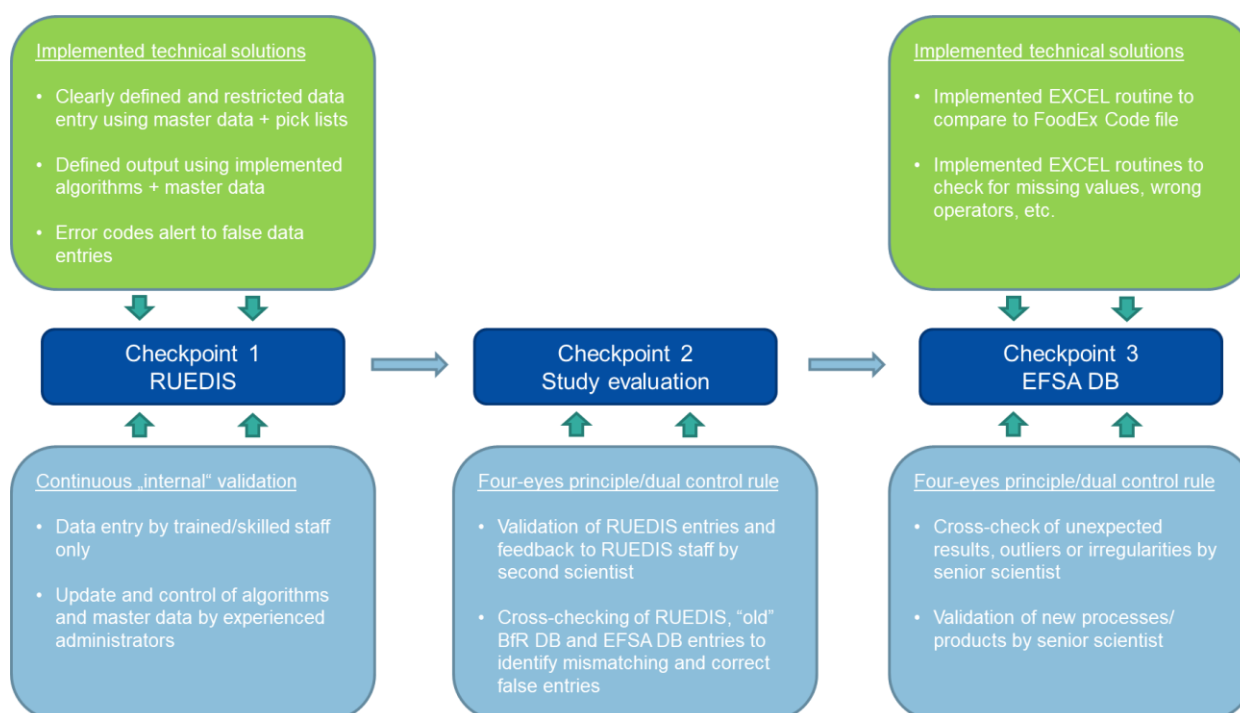 Implemented technical solutions
• Clearly defined and restricted data
entry using master data + pick lists
• Defined output using implemented
algorithms + master data
• Error codes alert to false data
entries
Implemented technical solutions
• Implemented EXCEL routine to
compare to FoodEx Code file
• Implemented EXCEL routines to
check for missing values, wrong
operators, etc.
Checkpoint 1
RUEDIS
Checkpoint 2
Study evaluation
Checkpoint 3
EFSA DB
Continuous „internal“ validation
• Data entry by trained/skilled staff
only
• Update and control of algorithms
and master data by experienced
administrators
Four-eyes principle/dual control rule
• Validation of RUEDIS entries and
feedback to RUEDIS staff by
second scientist
• Cross-checking of RUEDIS, “old”
BfR DB and EFSA DB entries to
identify mismatching and correct
false entries
Four-eyes principle/dual control rule
• Cross-check of unexpected
results, outliers or irregularities by
senior scientist
• Validation of new processes/
products by senior scientist